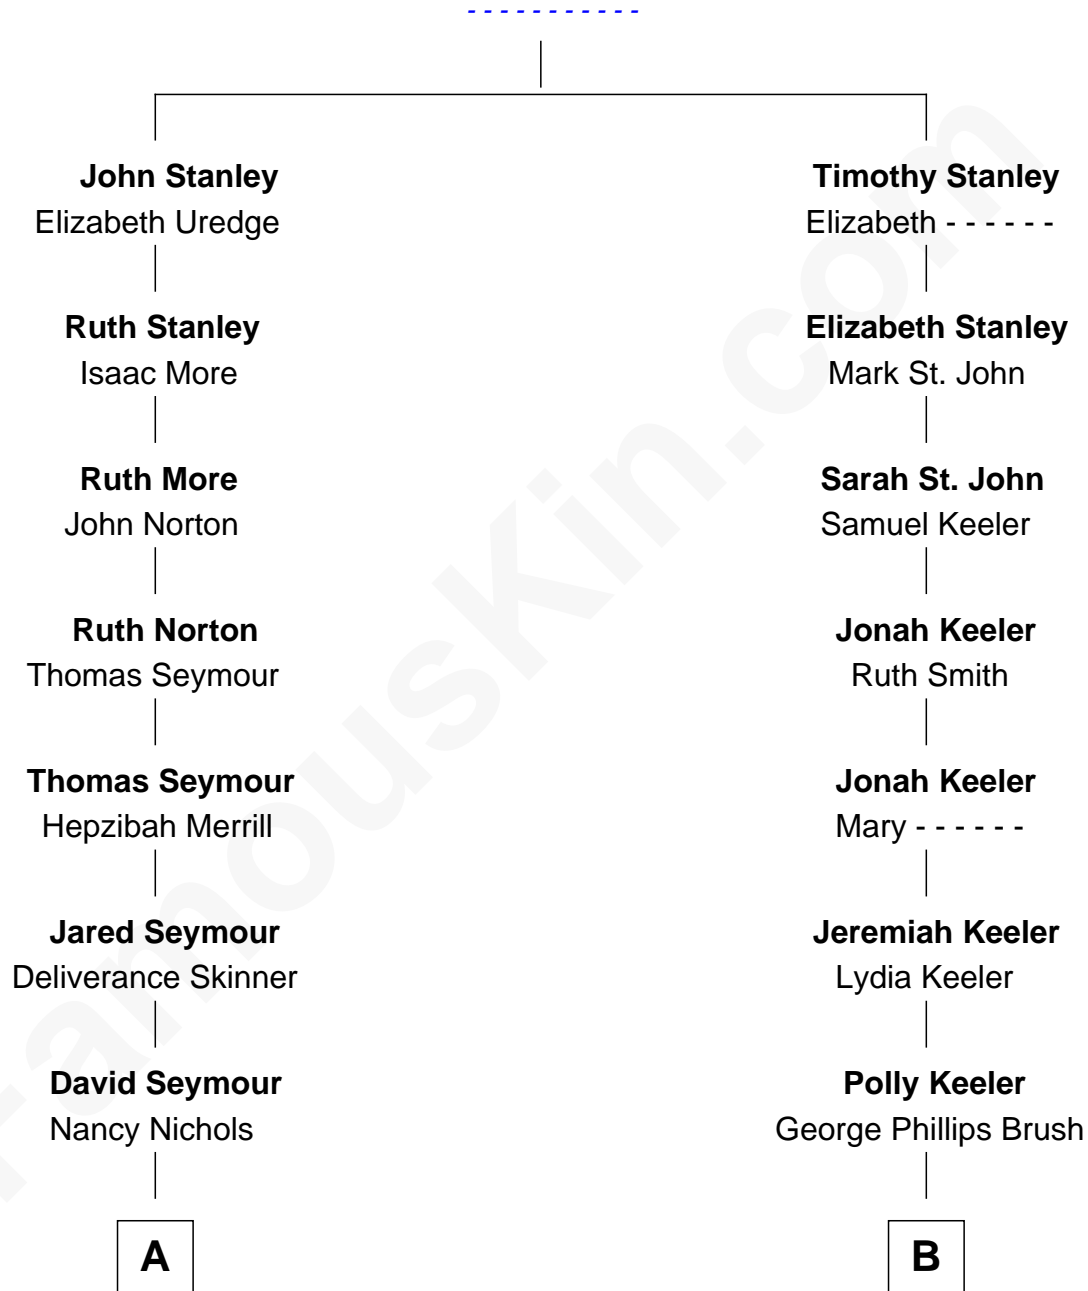 - - - - - - - - - - -
John Stanley
Elizabeth Uredge
Timothy Stanley
Elizabeth - - - - - -
Ruth Stanley
Isaac More
Elizabeth Stanley
Mark St. John
Ruth More
John Norton
Sarah St. John
Samuel Keeler
Ruth Norton
Thomas Seymour
Jonah Keeler
Ruth Smith
Thomas Seymour
Hepzibah Merrill
Jonah Keeler
Mary - - - - - -
Jared Seymour
Deliverance Skinner
Jeremiah Keeler
Lydia Keeler
David Seymour
Nancy Nichols
Polly Keeler
George Phillips Brush
A
B
FamousKin.com